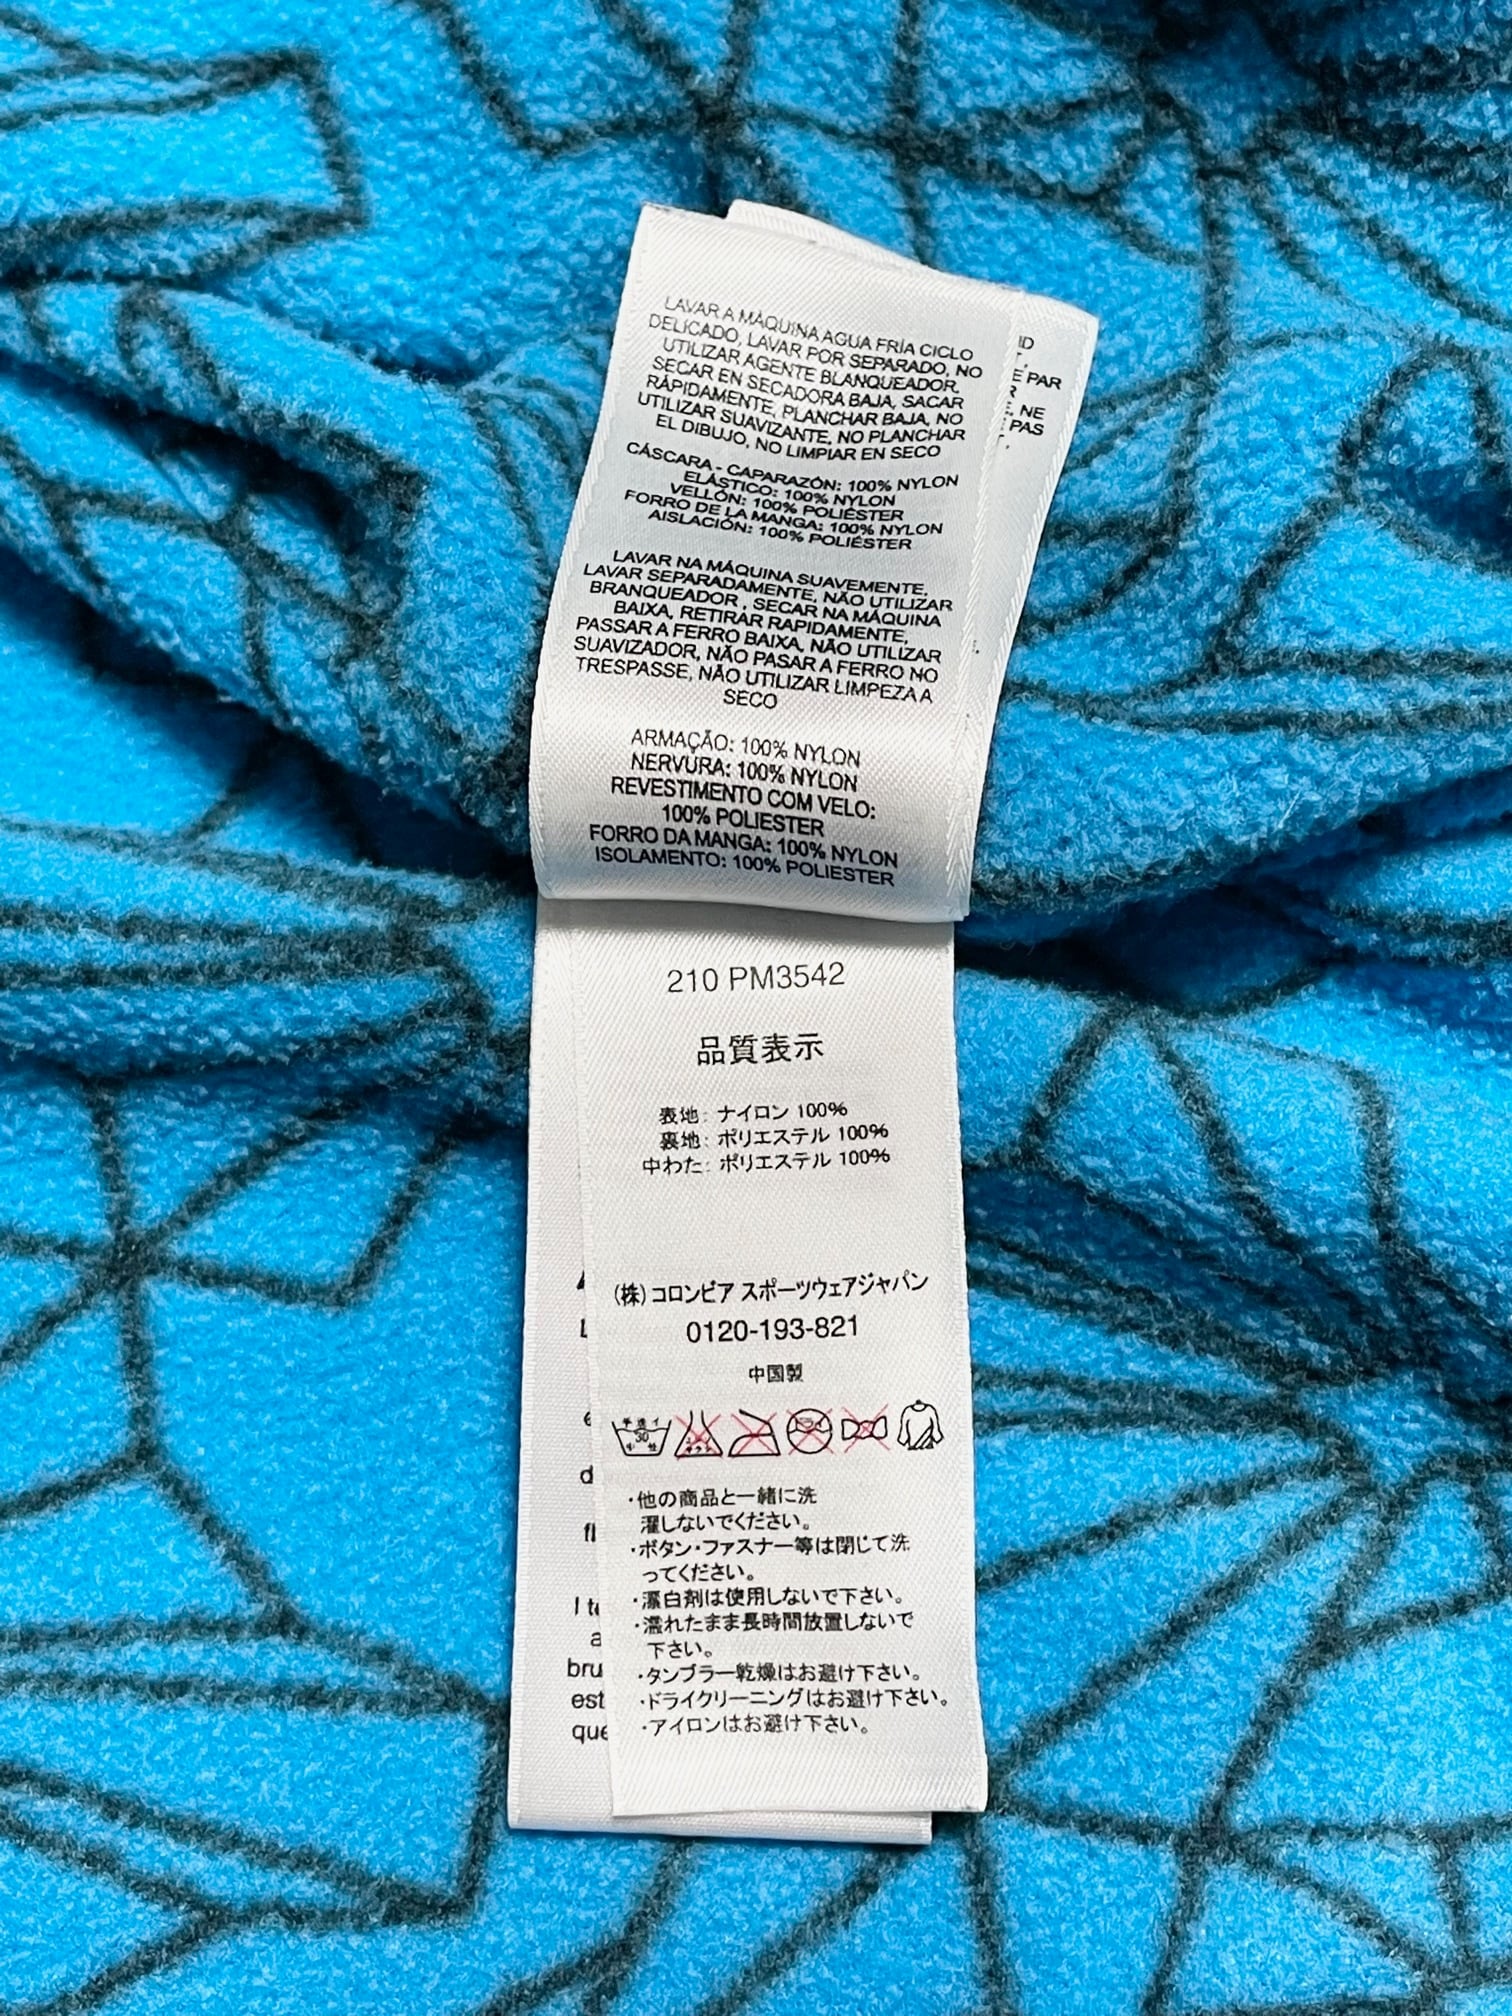 LAVAR A MÁQUINA AGUA FRÍA CICLO
DELICADO, LAVAR POR SEPARADO, NO
UTILIZAR AGENTE BLANQUEADOR,
SECAR EN SECADORA BAJA, SACAR
RÁPIDAMENTE, PLANCHAR BAJA, NO
UTILIZAR SUAVIZANTE, NO PLANCHAR
EL DIBUJO, NO LIMPIAR EN SECO
CÁSCARA - CAPARAZÓN: 100% NYLON
ELÁSTICO: 100% NYLON
VELLÓN: 100% POLIÉSTER
FORRO DE LA MANGA: 100% NYLON
AISLACIÓN: 100% POLIÉSTER
LAVAR NA MÁQUINA SUAVEMENTE,
LAVAR SEPARADAMENTE, NÃO UTILIZAR
BRANQUEADOR , SECAR NA MÁQUINA
BAIXA, RETIRAR RAPIDAMENTE,
PASSAR A FERRO BAIXA, NÃO UTILIZAR
SUAVIZADOR, NÃO PASAR A FERRO NO
TRESPASSE, NÃO UTILIZAR LIMPEZA A
SECO
ARMAÇÃO: 100% NYLON
NERVURA: 100% NYLON
REVESTIMENTO COM VELO:
100% POLIESTER
FORRO DA MANGA: 100% NYLON
ISOLAMENTO: 100% POLIESTER
E PAR
NE
PAS
210 PM3542
品質表示
表地: ナイロン 100%
裏地: ポリエステル 100%
中わた: ポリエステル 100%
(株) コロンビア スポーツウェアジャパン
0120-193-821
中国製
手洗イ
30
中性
・他の商品と一緒に洗
濯しないでください。
・ボタン・ファスナー等は閉じて洗
ってください。
・漂白剤は使用しないで下さい。
・濡れたまま長時間放置しないで
下さい。
・タンブラー乾燥はお避け下さい。
・ドライクリーニングはお避け下さい。
・アイロンはお避け下さい。
bru
est
que